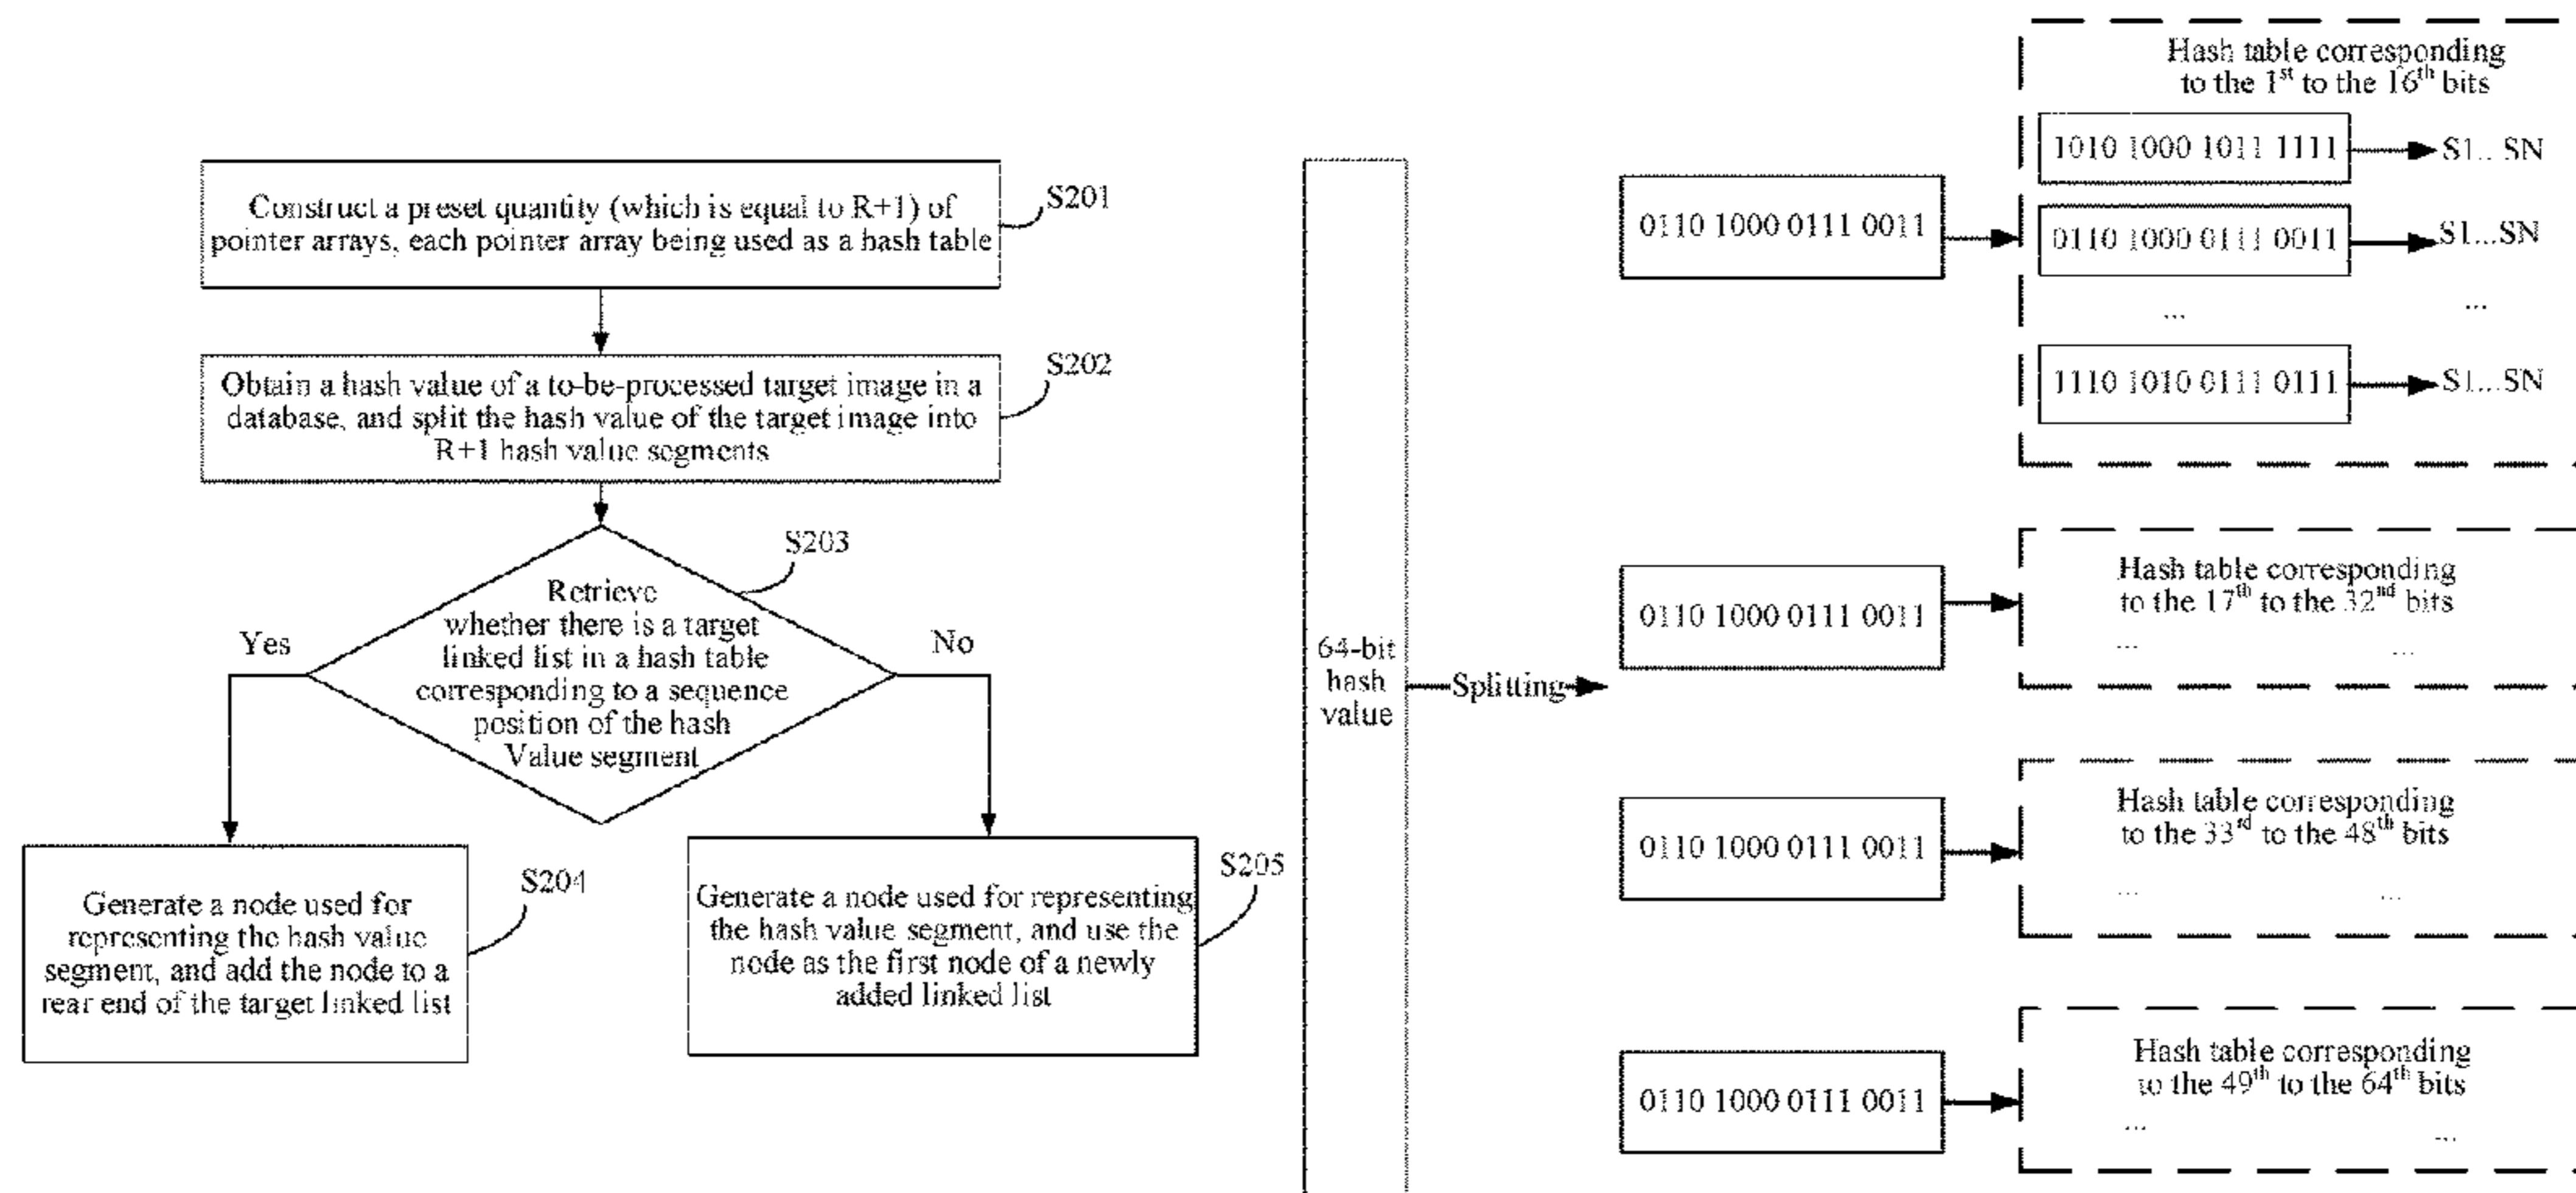 Construct a preset quantity (which is equal to R+1) of
pointer arrays, each pointer array being used as a hash table
S201
Obtain a hash value of a to-be-processed target image in a
database, and split the hash value of the target image into
R+1 hash value segments
S202
S203
Retrieve
whether there is a target
linked list in a hash table
corresponding to a sequence
position of the hash
Value segment
Yes
No
Generate a node used for
representing the hash value
segment, and add the node to a
rear end of the target linked list
S204
Generate a node used for representing
the hash value segment, and use the
node as the first node of a newly
added linked list
S205
64-bit
hash
value
Splitting
0110 1000 0111 0011
Hash table corresponding
to the 1st to the 16th bits
1010 1000 1011 1111
S1.. SN
0110 1000 0111 0011
S1...SN
...
...
1110 1010 0111 0111
S1...SN
0110 1000 0111 0011
Hash table corresponding
to the 17th to the 32nd bits
...
...
0110 1000 0111 0011
Hash table corresponding
to the 33rd to the 48th bits
...
...
0110 1000 0111 0011
Hash table corresponding
to the 49th to the 64th bits
...
...